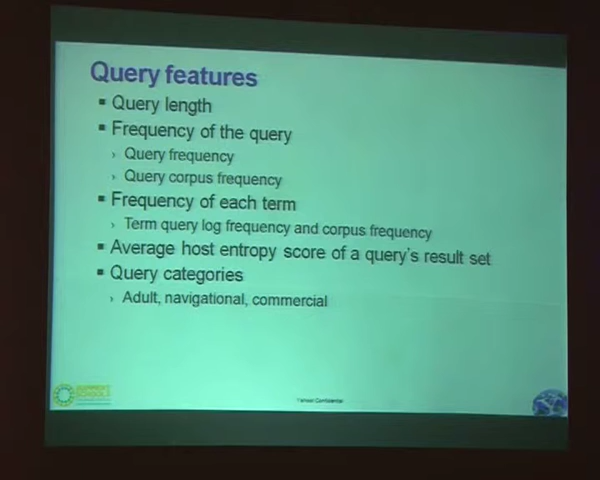 Query features
▪ Query length
▪ Frequency of the query
› Query frequency
› Query corpus frequency
▪ Frequency of each term
› Term query log frequency and corpus frequency
▪ Average host entropy score of a query's result set
▪ Query categories
› Adult, navigational, commercial
Confidential